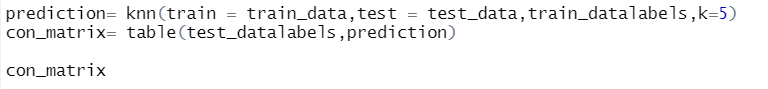 prediction= knn(train = train_data,test = test_data,train_datalabels,k=5)
con_matrix= table(test_datalabels,prediction)
con_matrix